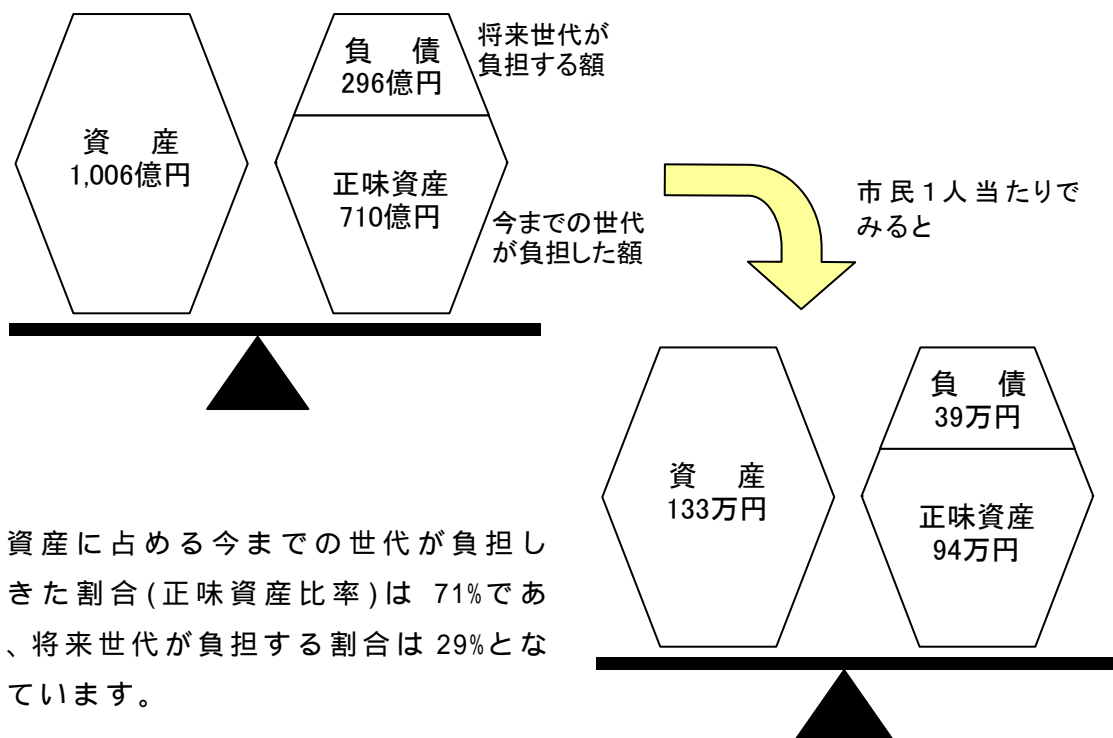 負 債
296億円
将来世代が
負担する額
資 産
1,006億円
正味資産
710億円
今までの世代
が負担した額
市民1人当たりで
みると
負 債
39万円
資 産
133万円
正味資産
94万円
資産に占める今までの世代が負担し
きた割合(正味資産比率)は 71%であ
、将来世代が負担する割合は 29%とな
ています。